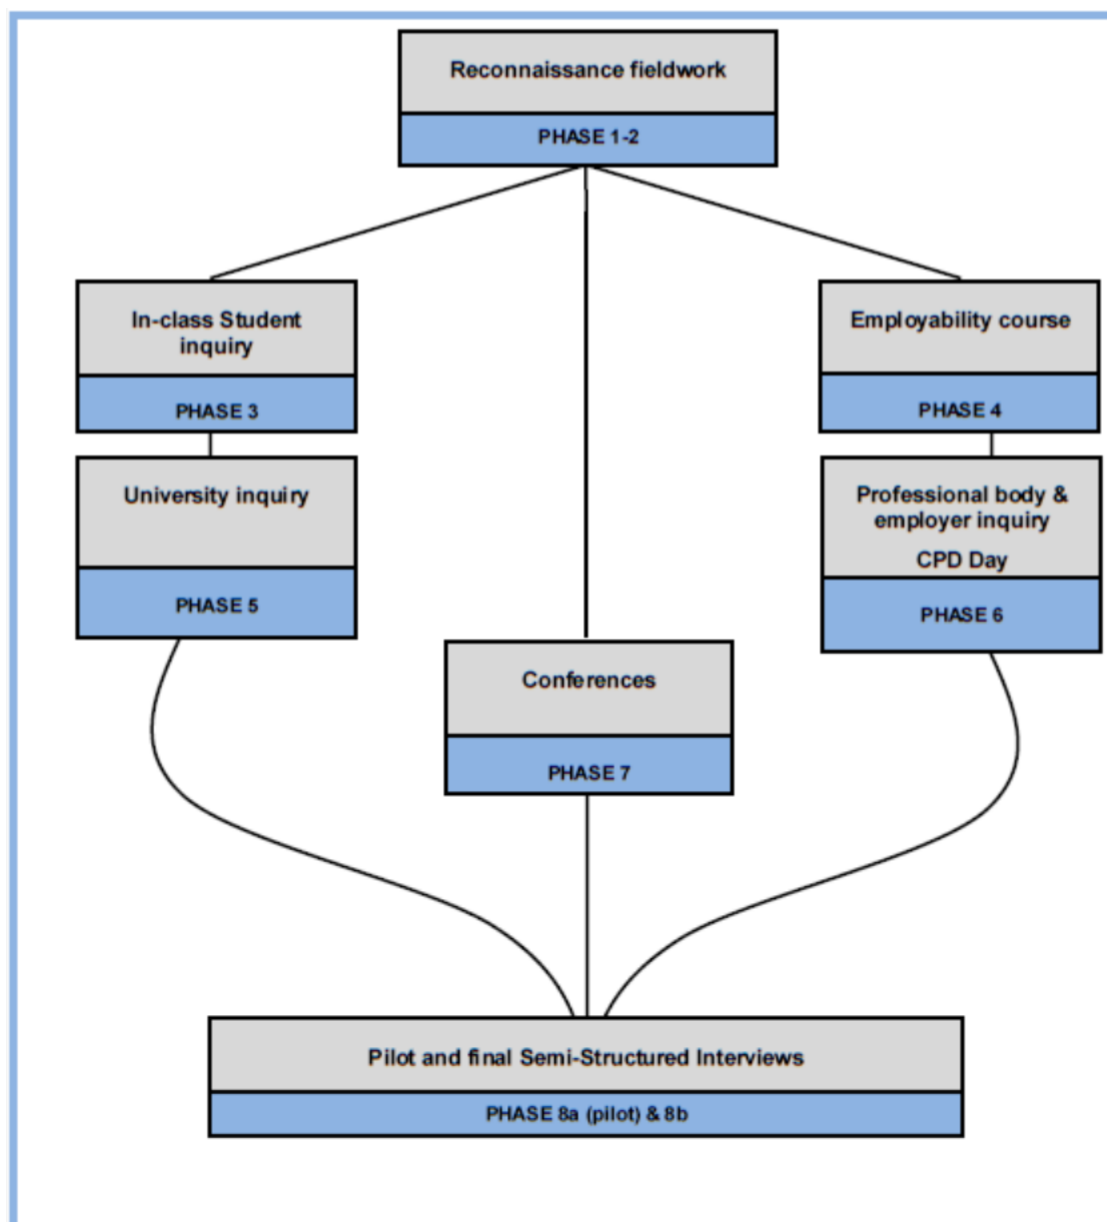 Reconnaissance fieldwork
PHASE 1-2
In-class Student
inquiry
PHASE 3
Employability course
PHASE 4
University inquiry
PHASE 5
Professional body &
employer inquiry
CPD Day
PHASE 6
Conferences
PHASE 7
Pilot and final Semi-Structured Interviews
PHASE 8a (pilot) & 8b